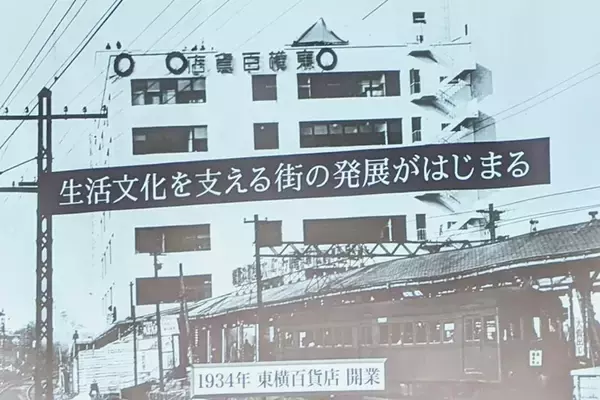 東横百貨店
生活文化を支える街の発展がはじまる
1934年 東横百貨店 開業